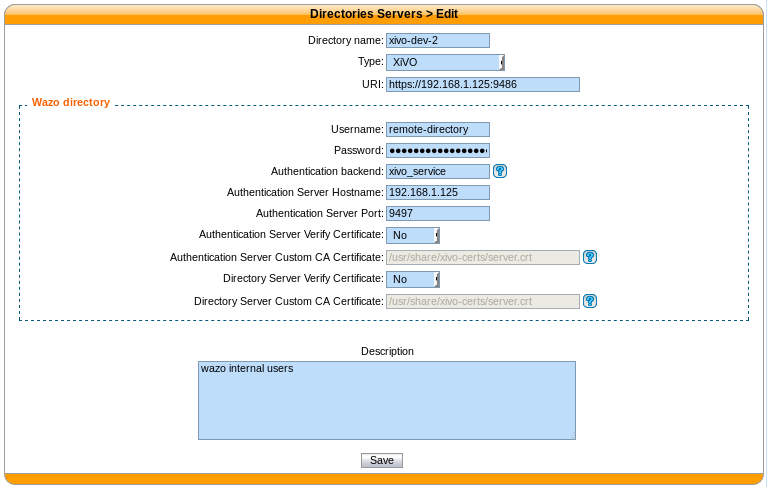 Directories Servers > Edit
Directory name: xivo-dev-2
Type: XiVO
URI: https://192.168.1.125:9486
Wazo directory
Username: remote-directory
Password: ●●●●●●●●●●●●●●●●
Authentication backend: xivo_service ?
Authentication Server Hostname: 192.168.1.125
Authentication Server Port: 9497
Authentication Server Verify Certificate: No
Authentication Server Custom CA Certificate: /usr/share/xivo-certs/server.crt ?
Directory Server Verify Certificate: No
Directory Server Custom CA Certificate: /usr/share/xivo-certs/server.crt ?
Description
wazo internal users
Save